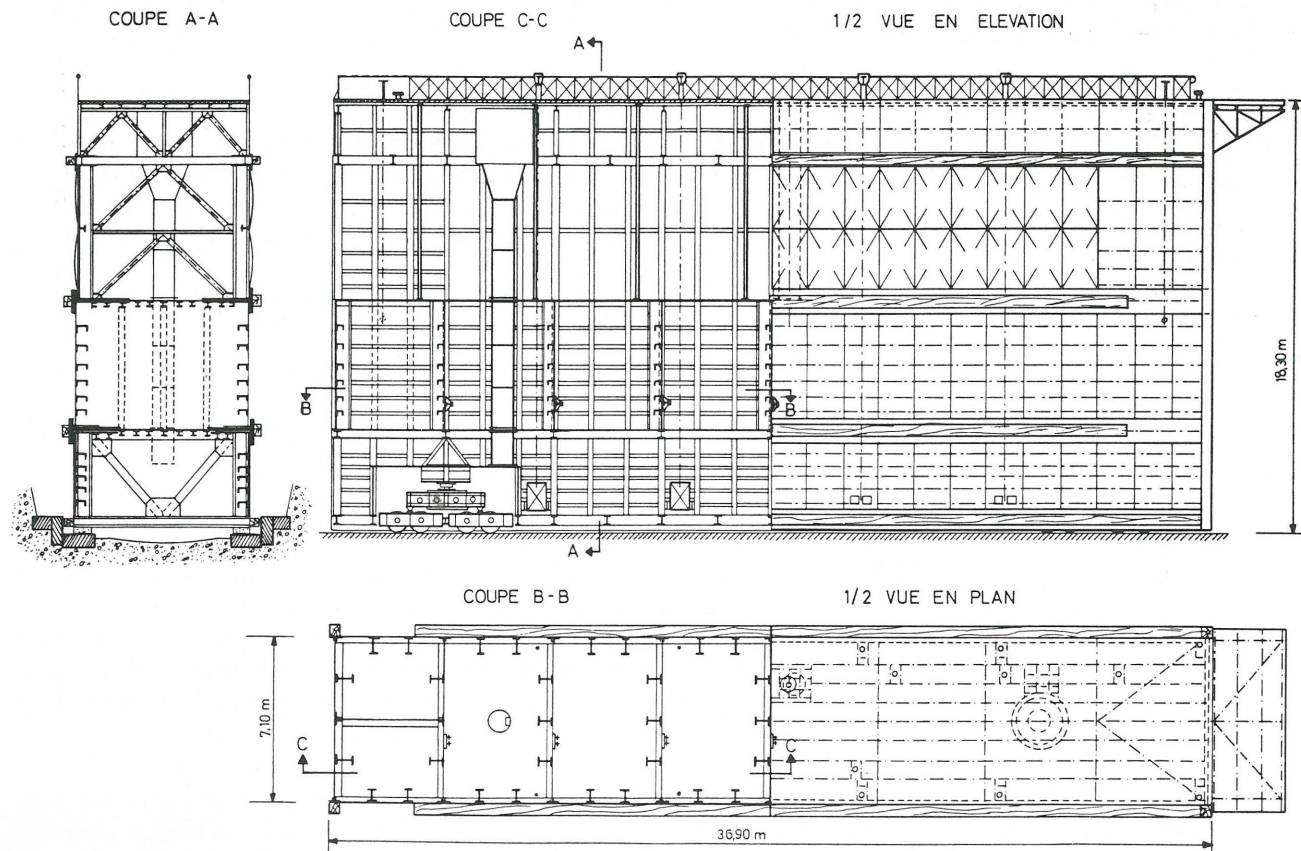 COUPE A-A
COUPE C-C
1/2 VUE EN ELEVATION
A
B
B
18,30 m
A
COUPE B-B
1/2 VUE EN PLAN
7.10 m
C
C
36,90 m